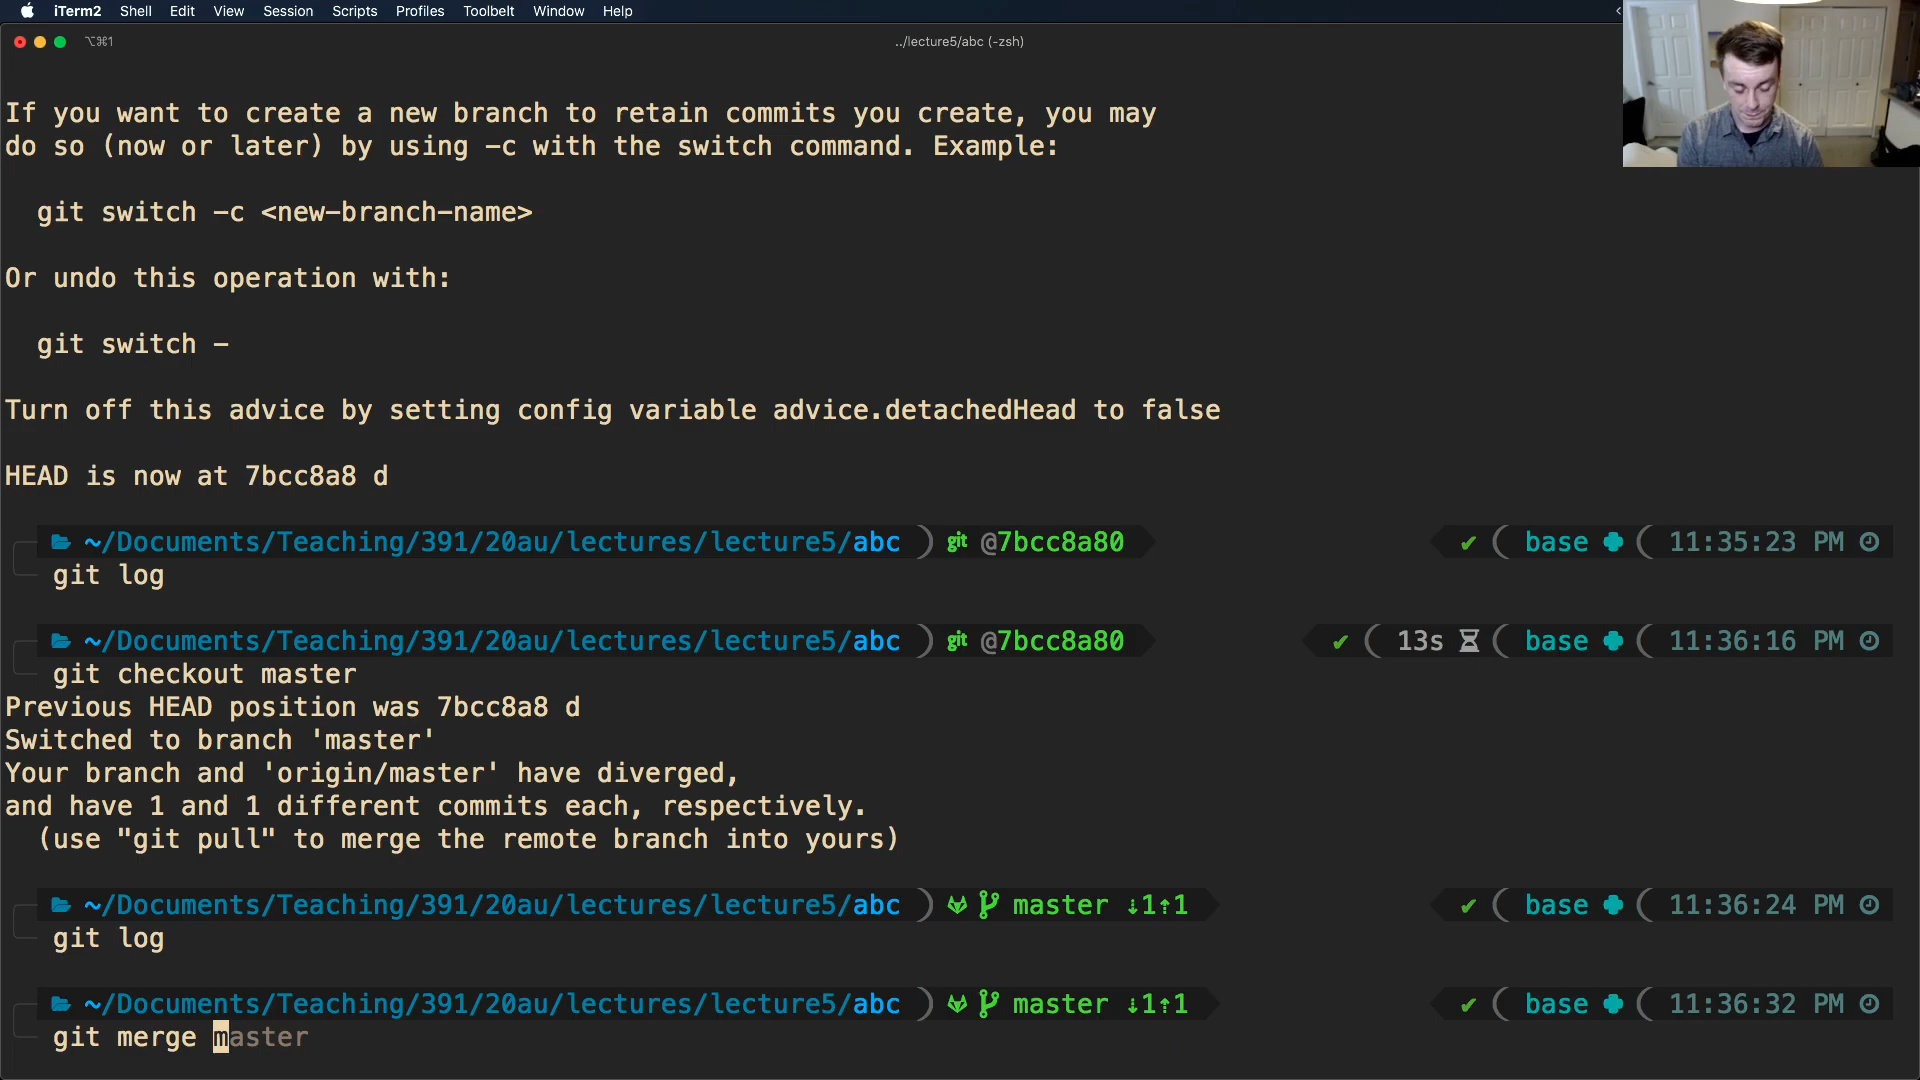 iTerm2 Shell Edit View Session Scripts Profiles Toolbelt Window Help
⌥⌘1 ../lecture5/abc (-zsh)
If you want to create a new branch to retain commits you create, you may
do so (now or later) by using -c with the switch command. Example:
git switch -c <new-branch-name>
Or undo this operation with:
git switch -
Turn off this advice by setting config variable advice.detachedHead to false
HEAD is now at 7bcc8a8 d
~/Documents/Teaching/391/20au/lectures/lecture5/abc ) git @7bcc8a80 ✔ ( base ( 11:35:23 PM
git log
~/Documents/Teaching/391/20au/lectures/lecture5/abc ) git @7bcc8a80 ✔ ( 13s ( base ( 11:36:16 PM
git checkout master
Previous HEAD position was 7bcc8a8 d
Switched to branch 'master'
Your branch and 'origin/master' have diverged,
and have 1 and 1 different commits each, respectively.
(use "git pull" to merge the remote branch into yours)
~/Documents/Teaching/391/20au/lectures/lecture5/abc ) master ⇣1⇡1 ✔ ( base ( 11:36:24 PM
git log
~/Documents/Teaching/391/20au/lectures/lecture5/abc ) master ⇣1⇡1 ✔ ( base ( 11:36:32 PM
git merge master